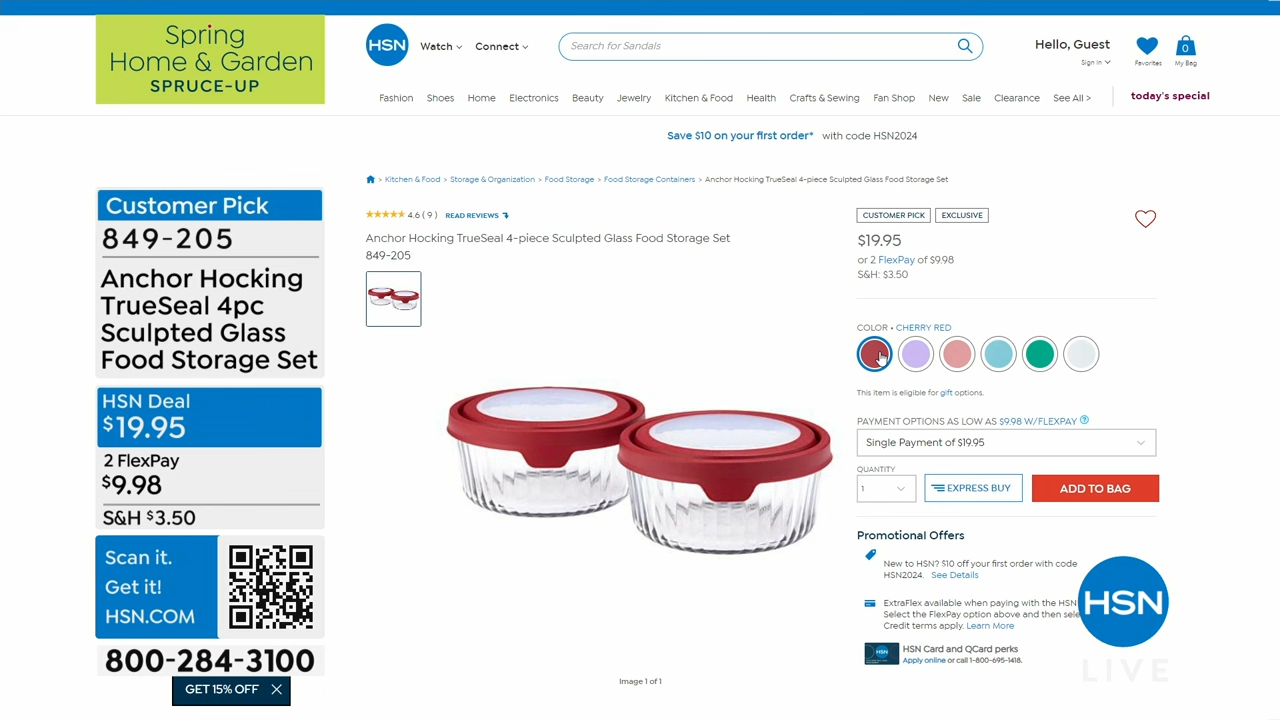 Spring
Home & Garden
SPRUCE-UP
HSN
Watch
Connect
Search for Sandals
Hello, Guest
Sign In
Favorites
0
My Bag
Fashion Shoes Home Electronics Beauty Jewelry Kitchen & Food Health Crafts & Sewing Fan Shop New Sale Clearance See All >
today's special
Save $10 on your first order* with code HSN2024
> Kitchen & Food > Storage & Organization > Food Storage > Food Storage Containers > Anchor Hocking TrueSeal 4-piece Sculpted Glass Food Storage Set
Customer Pick
849-205
Anchor Hocking
TrueSeal 4pc
Sculpted Glass
Food Storage Set
HSN Deal
$19.95
2 FlexPay
$9.98
S&H $3.50
Scan it.
Get it!
HSN.COM
800-284-3100
GET 15% OFF
4.6 ( 9 ) READ REVIEWS
Anchor Hocking TrueSeal 4-piece Sculpted Glass Food Storage Set
849-205
Image 1 of 1
CUSTOMER PICK EXCLUSIVE
$19.95
or 2 FlexPay of $9.98
S&H: $3.50
COLOR • CHERRY RED
This item is eligible for gift options.
PAYMENT OPTIONS AS LOW AS $9.98 W/FLEXPAY ?
Single Payment of $19.95
QUANTITY
1
EXPRESS BUY
ADD TO BAG
Promotional Offers
New to HSN? $10 off your first order with code
HSN2024. See Details
ExtraFlex available when paying with the HSN
Select the FlexPay option above and then sele
Credit terms apply. Learn More
HSN
HSN Card and QCard perks
Apply online or call 1-800-695-1418.
HSN
LIVE